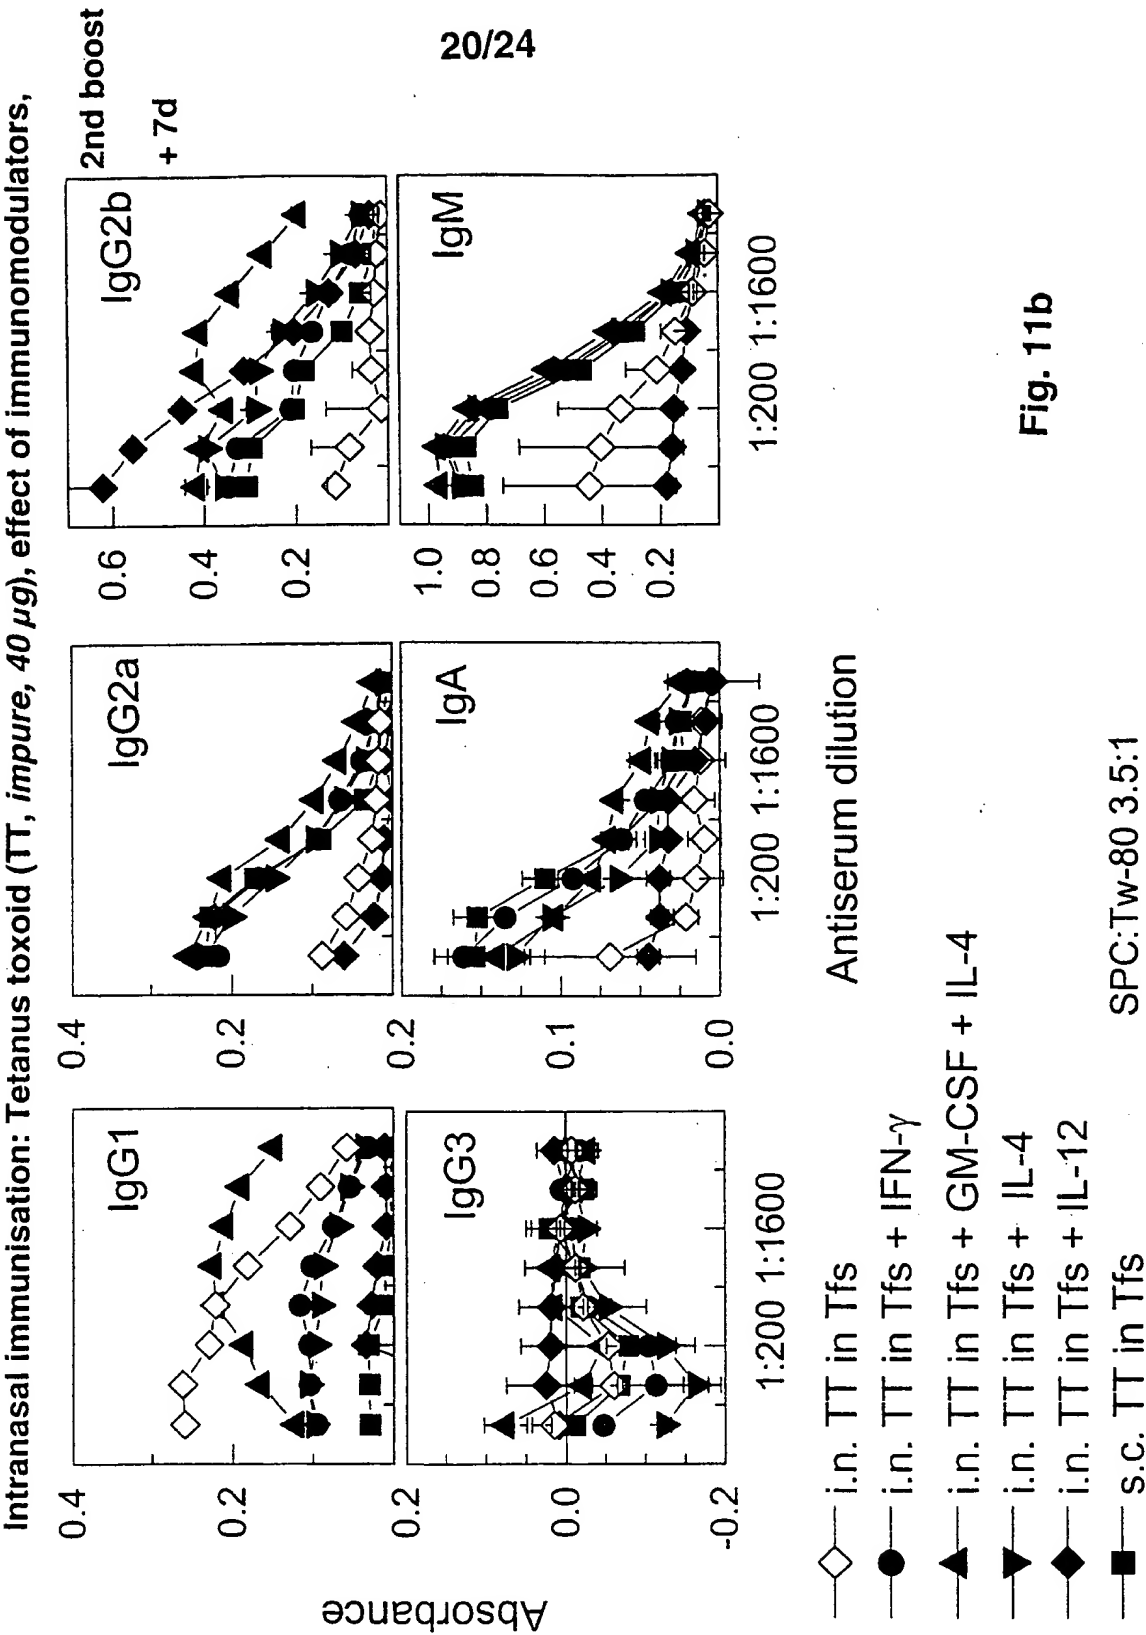 20/24
Intranasal immunisation: Tetanus toxoid (TT, impure, 40 µg), effect of immunomodulators,
2nd boost
+ 7d
Absorbance
0.4
0.2
IgG1
0.4
0.2
IgG2a
0.6
0.4
0.2
IgG2b
0.2
0.0
-0.2
IgG3
1:200 1:1600
0.2
0.1
0.0
IgA
1:200 1:1600
1.0
0.8
0.6
0.4
0.2
IgM
1:200 1:1600
Antiserum dilution
i.n. TT in Tfs
i.n. TT in Tfs + IFN-γ
i.n. TT in Tfs + GM-CSF + IL-4
i.n. TT in Tfs + IL-4
i.n. TT in Tfs + IL-12
s.c. TT in Tfs
SPC:Tw-80 3.5:1
Fig. 11b